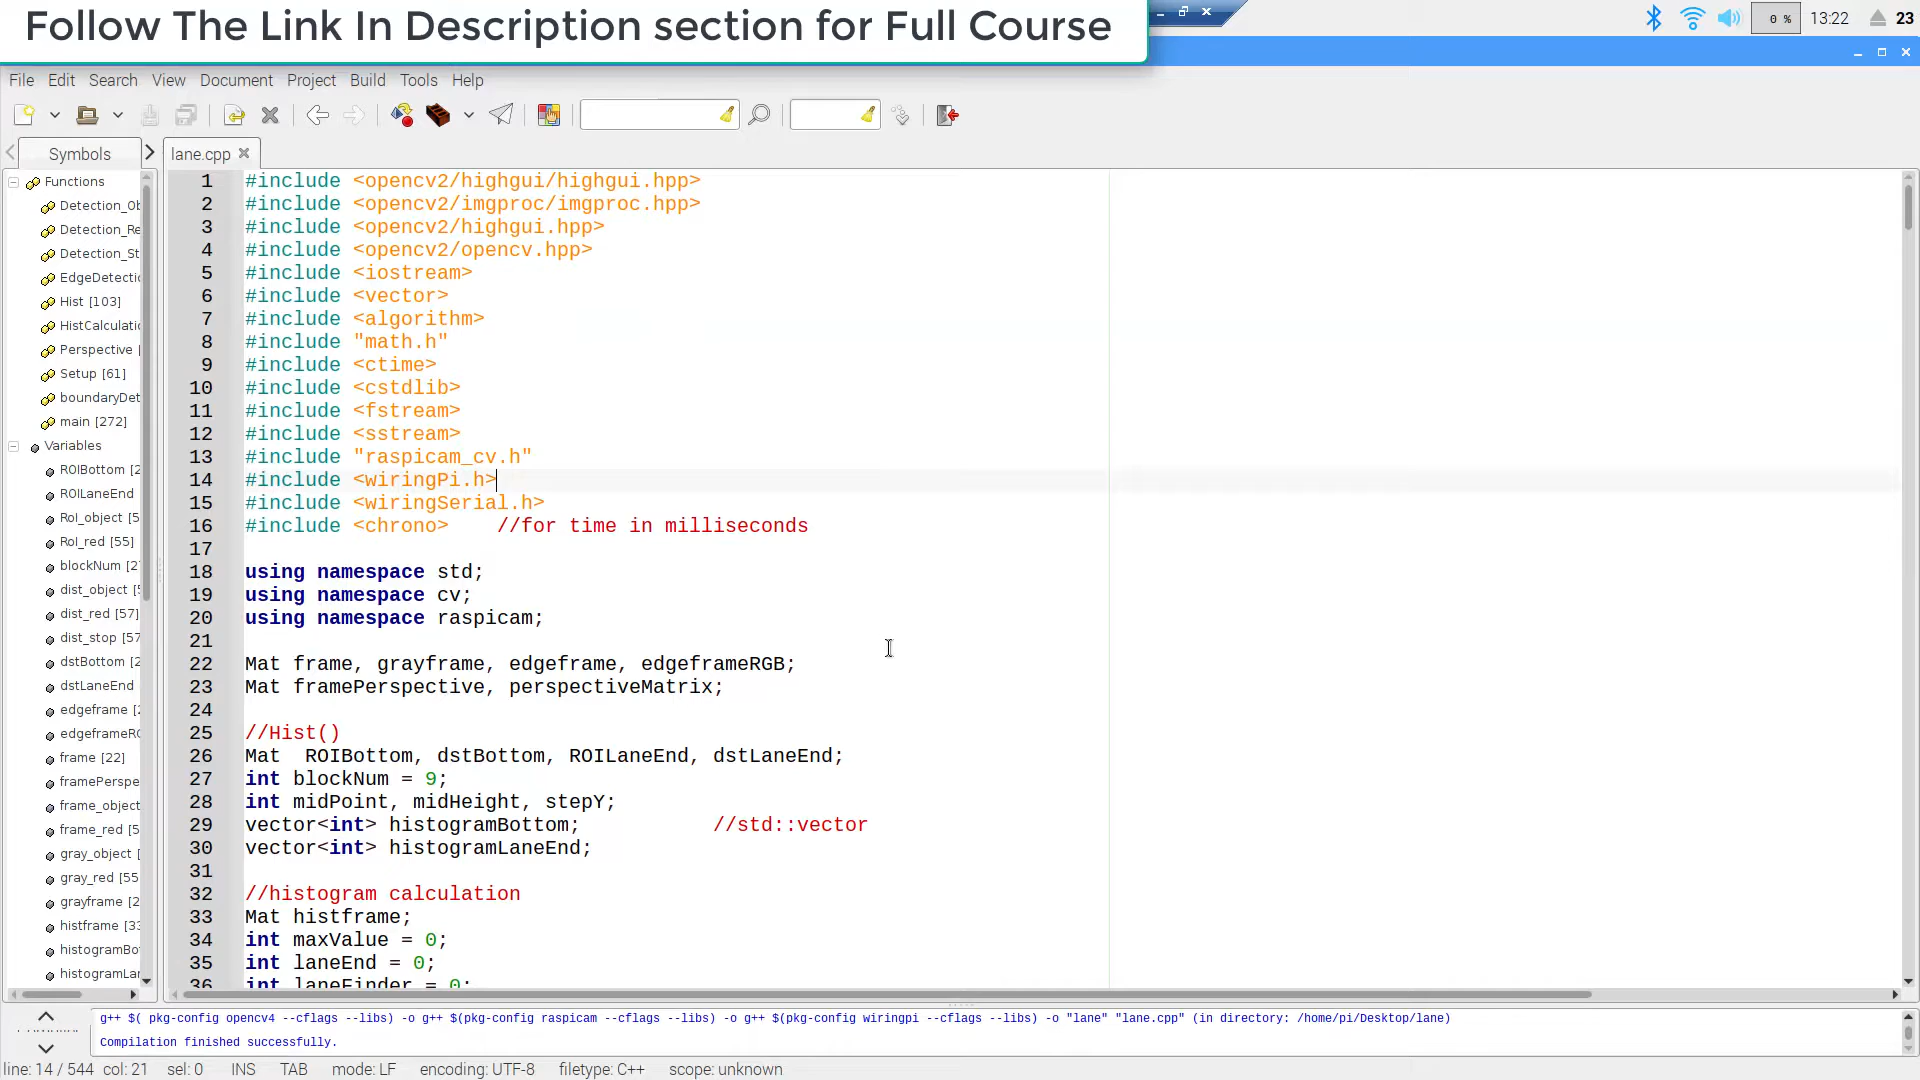 Follow The Link In Description section for Full Course
0 %
13:22
23
File Edit Search View Document Project Build Tools Help
Symbols
lane.cpp
Functions
Detection_Ob
Detection_Re
Detection_St
EdgeDetectio
Hist [103]
HistCalculatio
Perspective [
Setup [61]
boundaryDet
main [272]
Variables
ROIBottom [2
ROILaneEnd
RoI_object [5
RoI_red [55]
blockNum [27
dist_object [5
dist_red [57]
dist_stop [57
dstBottom [2
dstLaneEnd
edgeframe [2
edgeframeRG
frame [22]
framePerspe
frame_object
frame_red [5
gray_object [
gray_red [55
grayframe [2
histframe [33
histogramBo
histogramLan
1 #include <opencv2/highgui/highgui.hpp>
2 #include <opencv2/imgproc/imgproc.hpp>
3 #include <opencv2/highgui.hpp>
4 #include <opencv2/opencv.hpp>
5 #include <iostream>
6 #include <vector>
7 #include <algorithm>
8 #include "math.h"
9 #include <ctime>
10 #include <cstdlib>
11 #include <fstream>
12 #include <sstream>
13 #include "raspicam_cv.h"
14 #include <wiringPi.h>
15 #include <wiringSerial.h>
16 #include <chrono> //for time in milliseconds
17
18 using namespace std;
19 using namespace cv;
20 using namespace raspicam;
21
22 Mat frame, grayframe, edgeframe, edgeframeRGB;
23 Mat framePerspective, perspectiveMatrix;
24
25 //Hist()
26 Mat ROIBottom, dstBottom, ROILaneEnd, dstLaneEnd;
27 int blockNum = 9;
28 int midPoint, midHeight, stepY;
29 vector<int> histogramBottom; //std::vector
30 vector<int> histogramLaneEnd;
31
32 //histogram calculation
33 Mat histframe;
34 int maxValue = 0;
35 int laneEnd = 0;
36 int laneFinder = 0;
g++ $( pkg-config opencv4 --cflags --libs) -o g++ $(pkg-config raspicam --cflags --libs) -o g++ $(pkg-config wiringpi --cflags --libs) -o "lane" "lane.cpp" (in directory: /home/pi/Desktop/lane)
Compilation finished successfully.
line: 14 / 544 col: 21 sel: 0 INS TAB mode: LF encoding: UTF-8 filetype: C++ scope: unknown